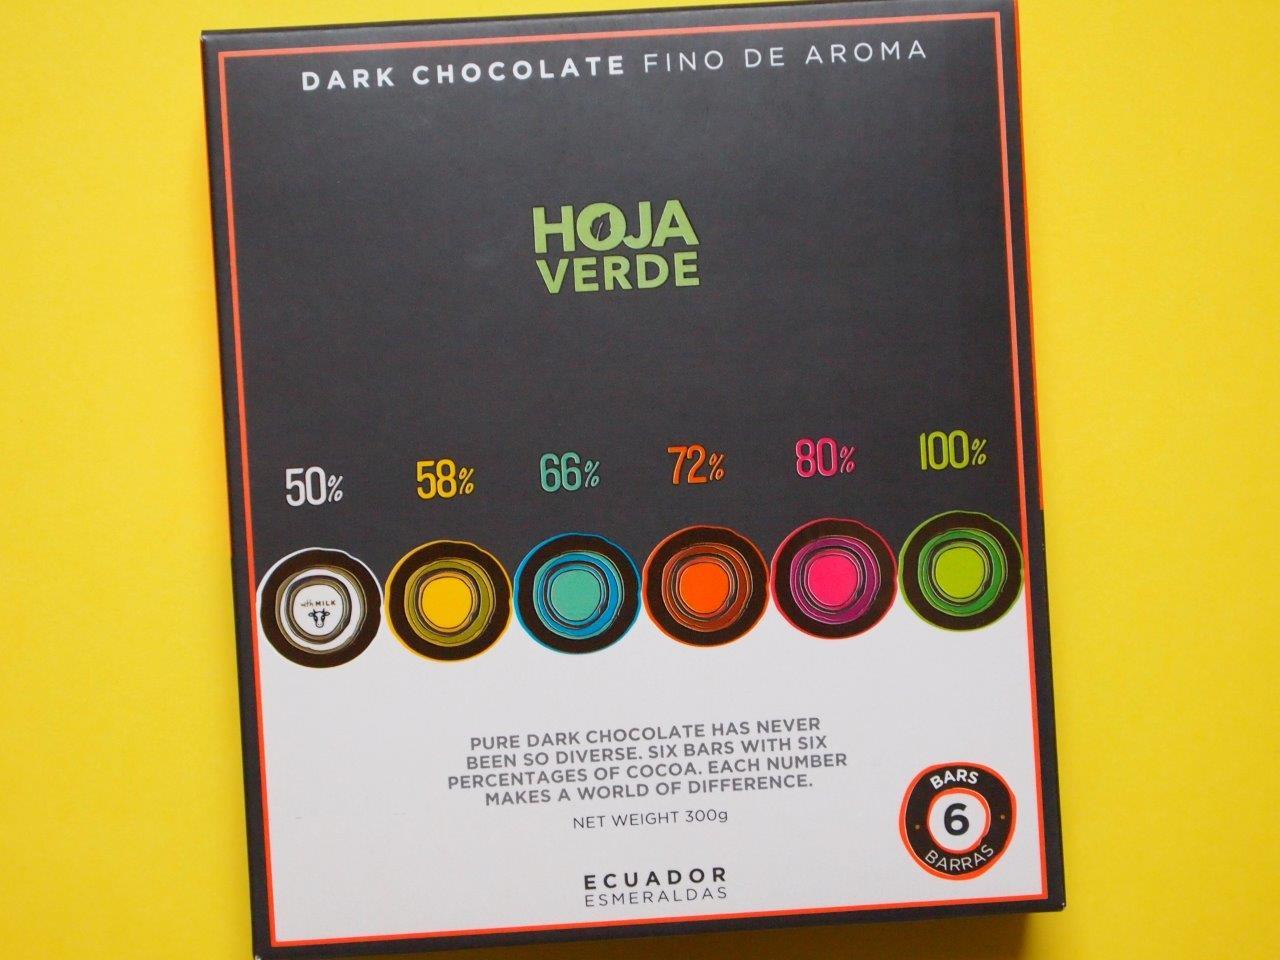 DARK CHOCOLATE FINO DE AROMA
HOJA
VERDE
50% 58% 66% 72% 80% 100%
with MILK
PURE DARK CHOCOLATE HAS NEVER
BEEN SO DIVERSE. SIX BARS WITH SIX
PERCENTAGES OF COCOA. EACH NUMBER
MAKES A WORLD OF DIFFERENCE.
NET WEIGHT 300g
BARS
6
BARRAS
ECUADOR
ESMERALDAS